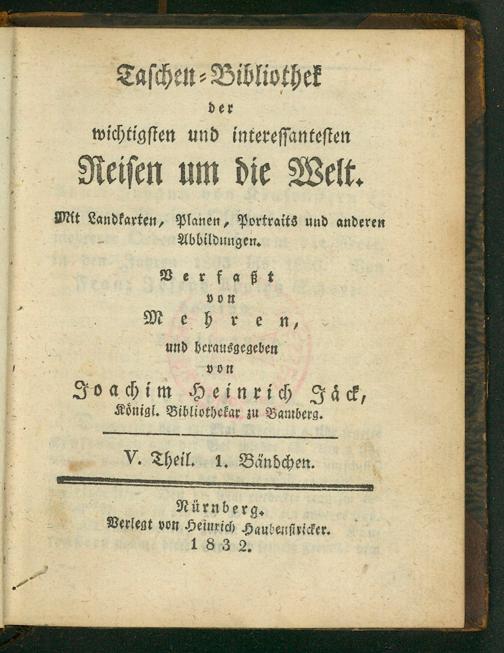 Taschen-Bibliothek
der
wichtigsten und interessantesten
Reisen um die Welt.
Mit Landkarten, Planen, Portraits und anderen
Abbildungen.
Verfaßt
von
Mehren,
und herausgegeben
von
Joachim Heinrich Jäck,
Königl. Bibliothekar zu Bamberg.
V. Theil. 1. Bändchen.
Nürnberg.
Verlegt von Heinrich Haubenstricker.
1832.